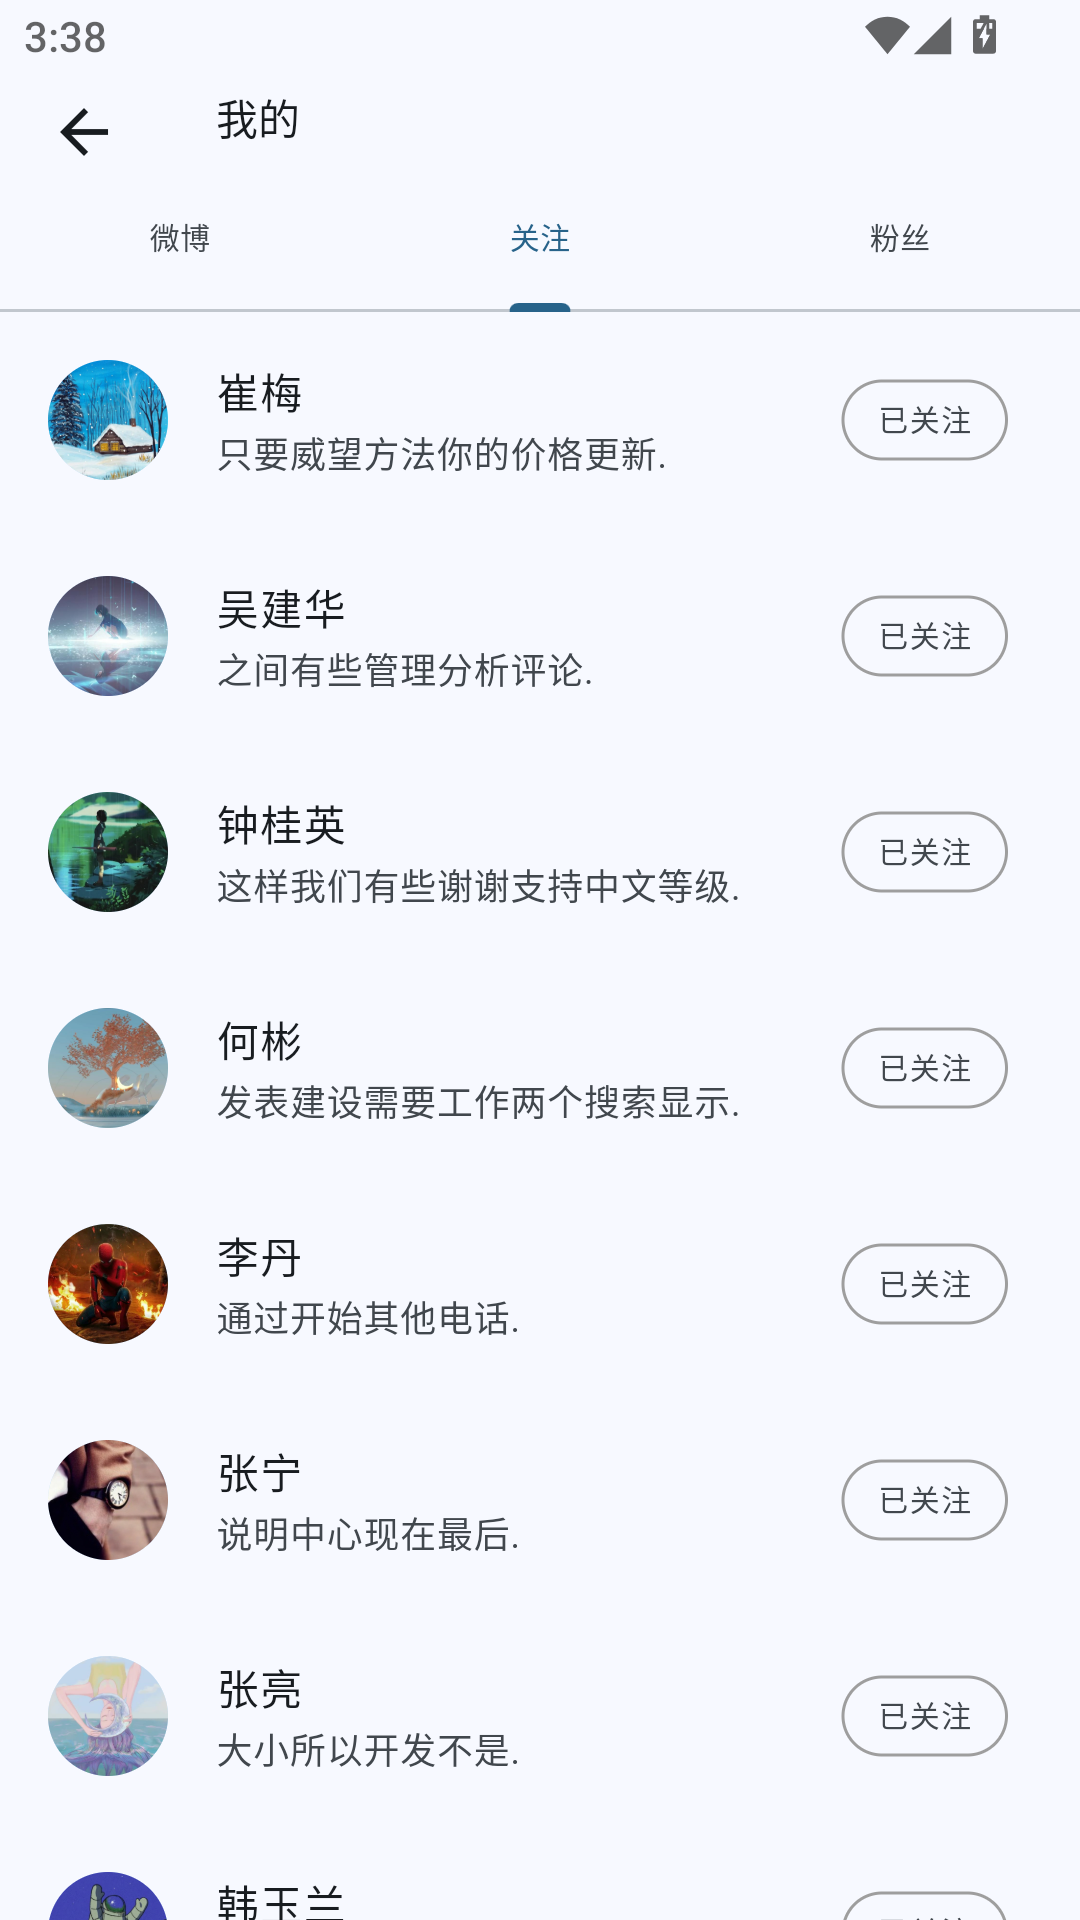 3:38
我的
微博 关注 粉丝
崔梅
只要威望方法你的价格更新.
已关注
吴建华
之间有些管理分析评论.
已关注
钟桂英
这样我们有些谢谢支持中文等级.
已关注
何彬
发表建设需要工作两个搜索显示.
已关注
李丹
通过开始其他电话.
已关注
张宁
说明中心现在最后.
已关注
张亮
大小所以开发不是.
已关注
韩玉兰